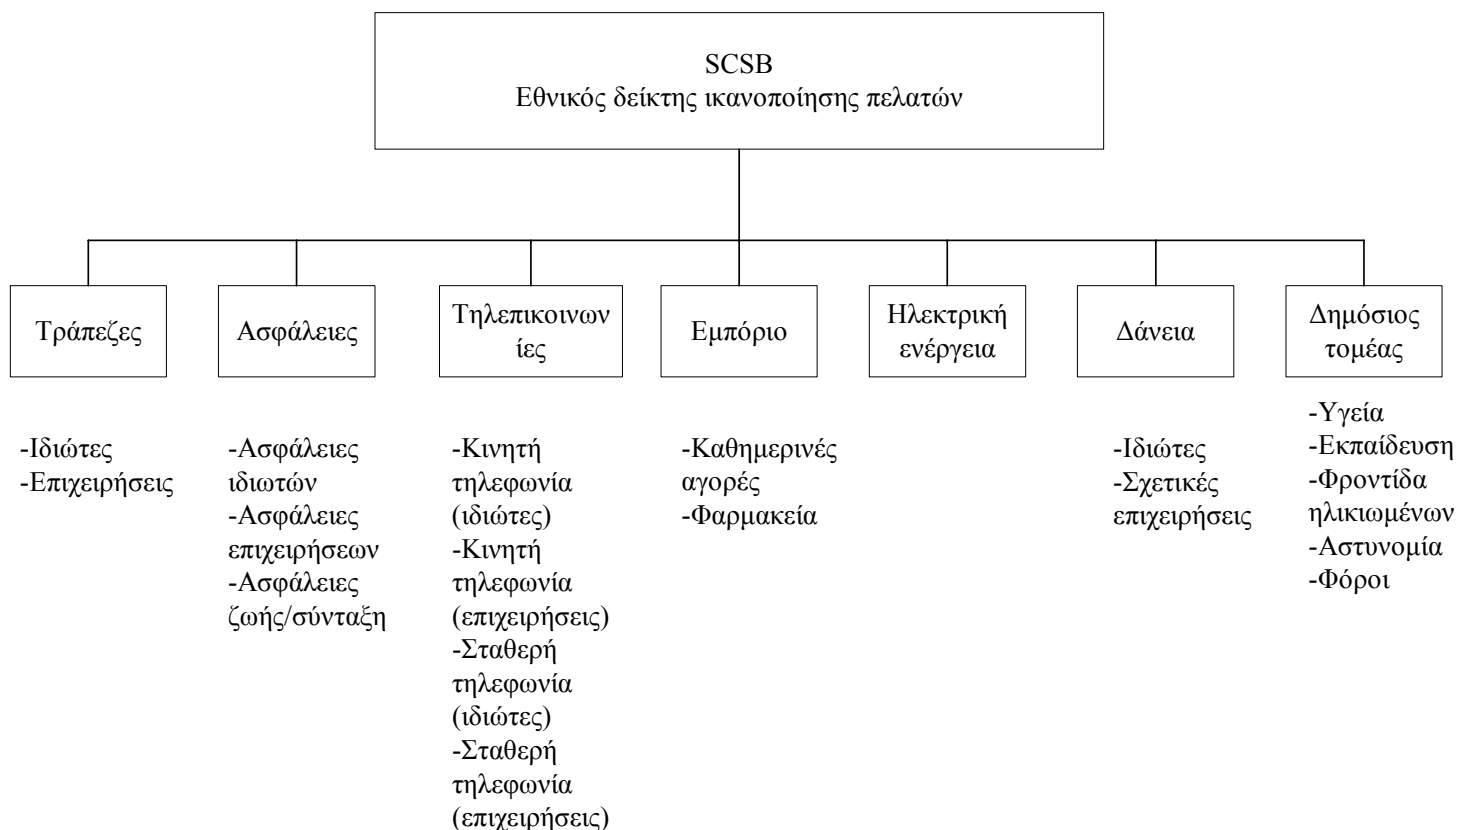 SCSB
Εθνικός δείκτης ικανοποίησης πελατών
Τράπεζες
Ασφάλειες
Τηλεπικοινων
ίες
Εμπόριο
Ηλεκτρική
ενέργεια
Δάνεια
Δημόσιος
τομέας
-Ιδιώτες
-Επιχειρήσεις
-Ασφάλειες
ιδιωτών
-Ασφάλειες
επιχειρήσεων
-Ασφάλειες
ζωής/σύνταξη
-Κινητή
τηλεφωνία
(ιδιώτες)
-Κινητή
τηλεφωνία
(επιχειρήσεις)
-Σταθερή
τηλεφωνία
(ιδιώτες)
-Σταθερή
τηλεφωνία
(επιχειρήσεις)
-Καθημερινές
αγορές
-Φαρμακεία
-Ιδιώτες
-Σχετικές
επιχειρήσεις
-Υγεία
-Εκπαίδευση
-Φροντίδα
ηλικιωμένων
-Αστυνομία
-Φόροι